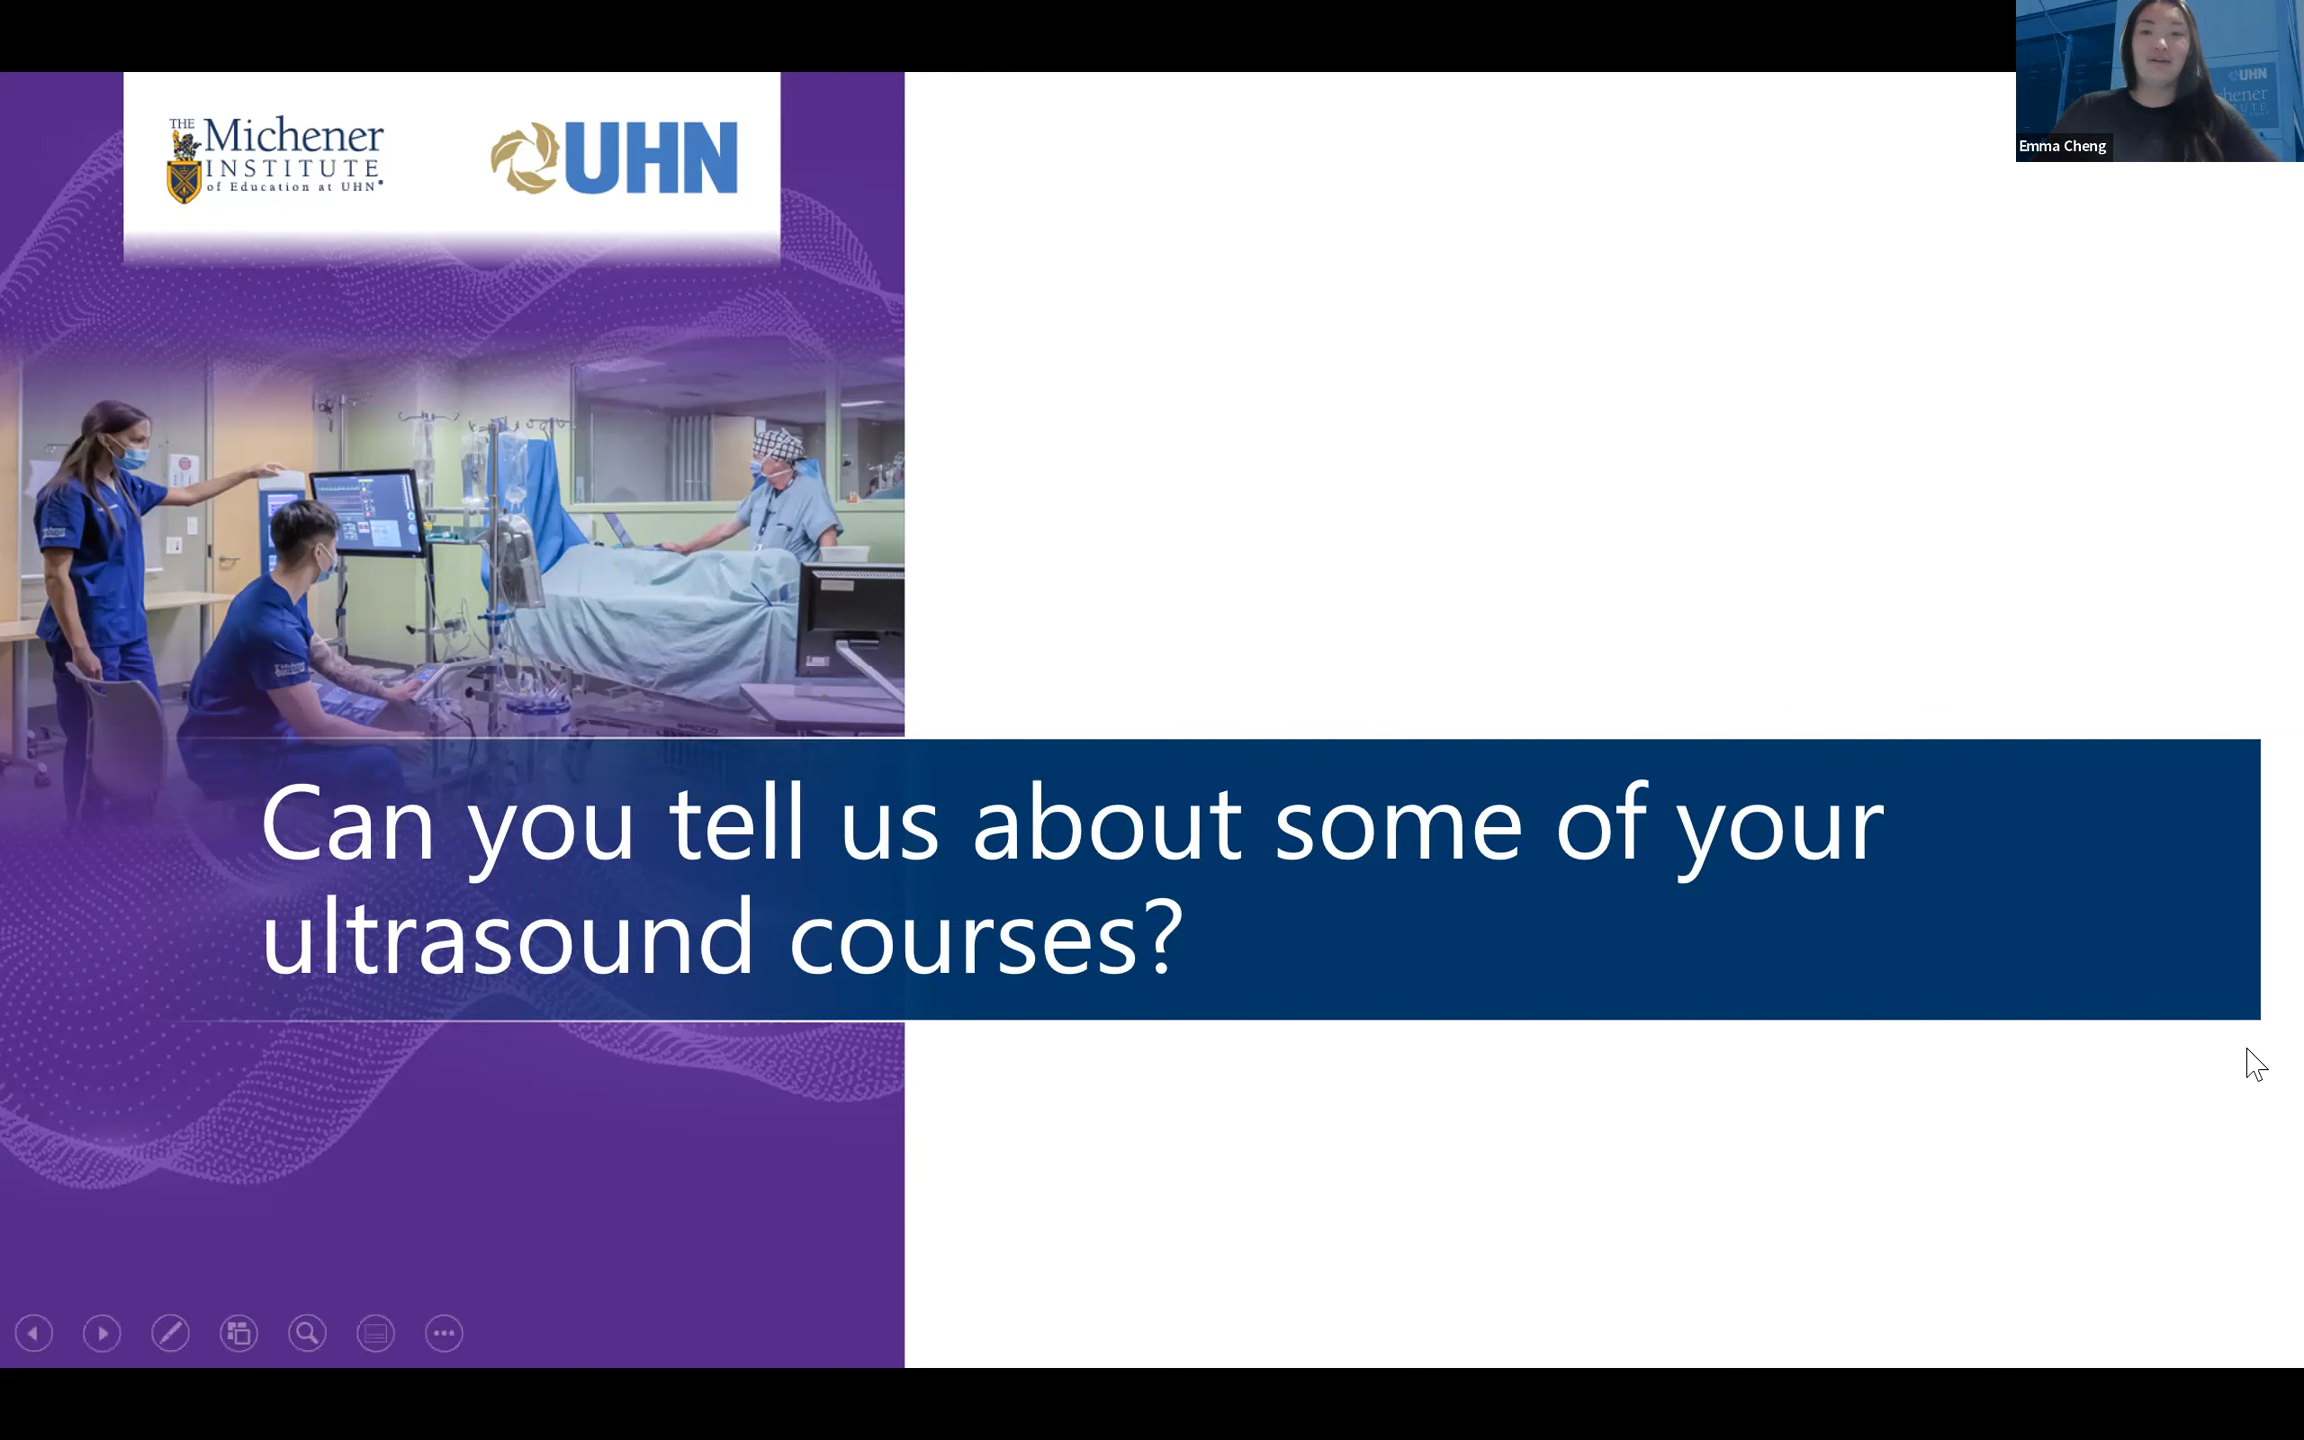 THE
Michener
INSTITUTE
of Education at UHN
UHN
UHN
Emma Cheng
Can you tell us about some of your
ultrasound courses?